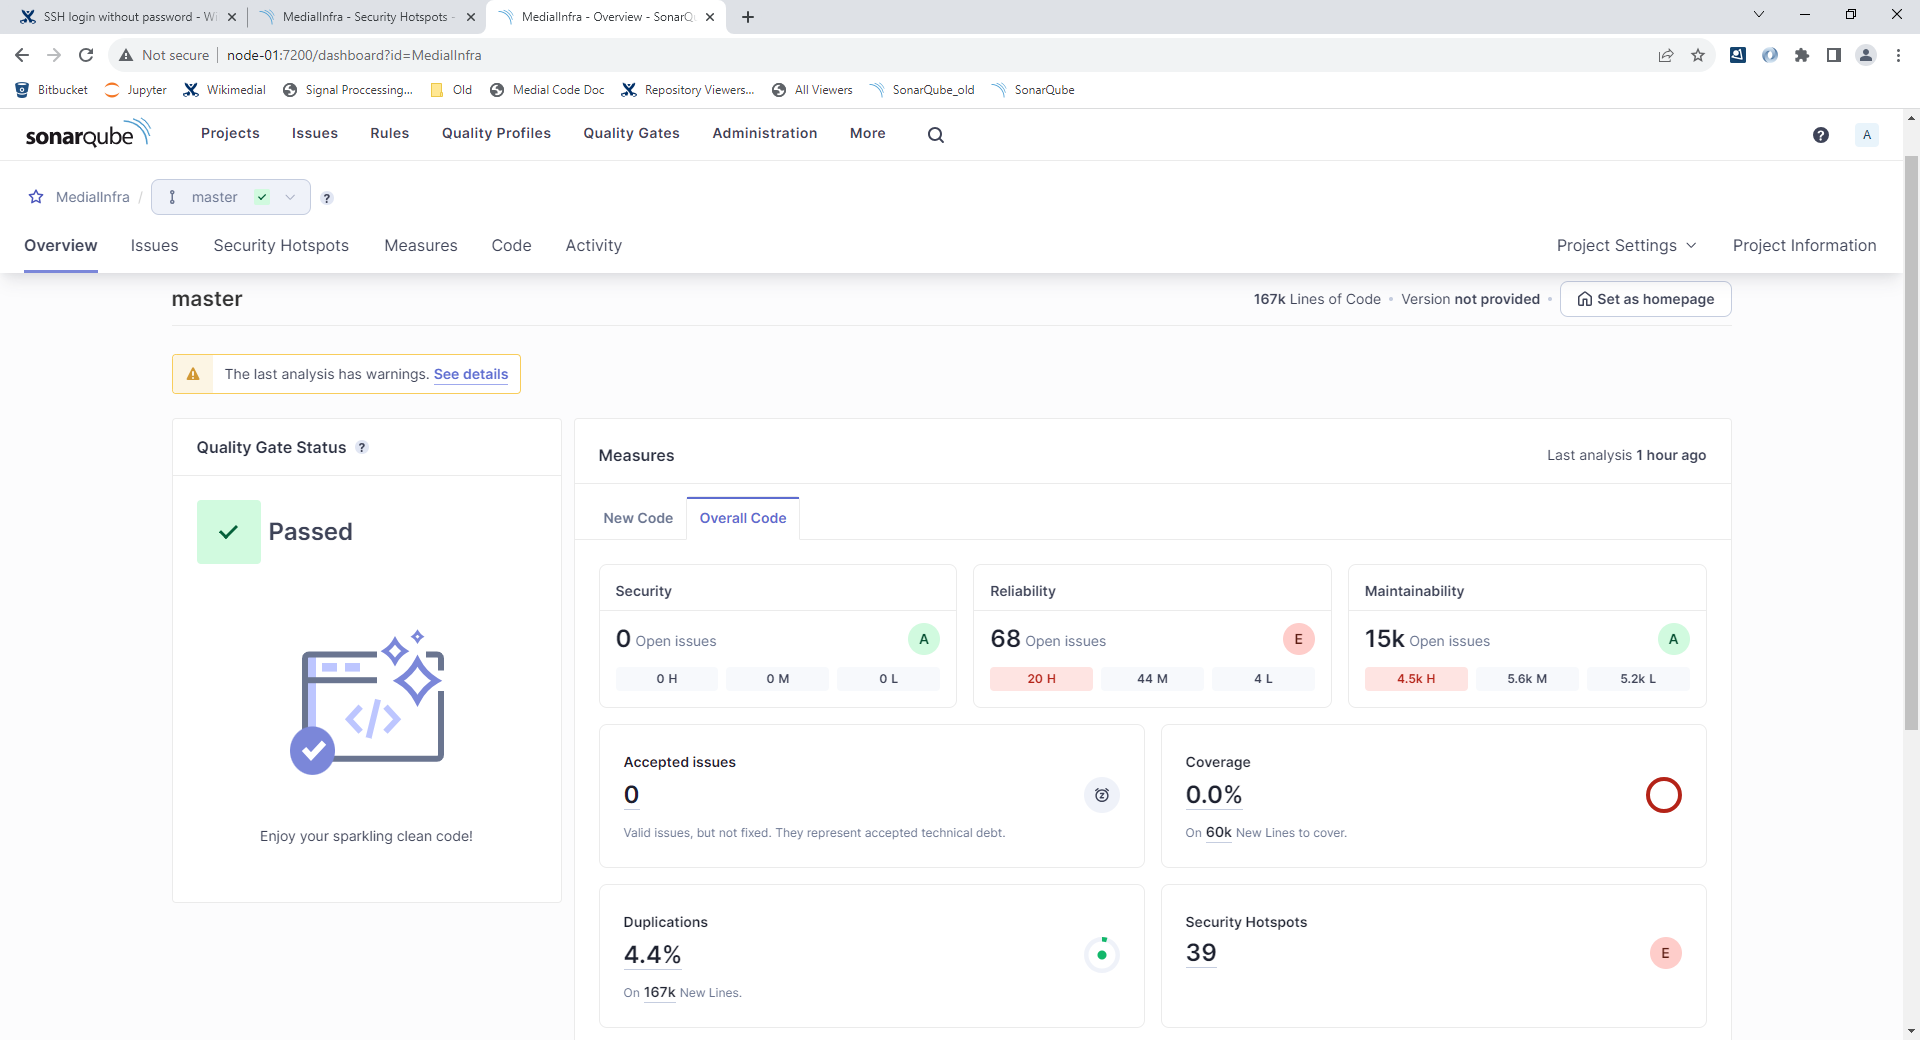 SSH login without password - Wi
MedialInfra - Security Hotspots -
MedialInfra - Overview - SonarQ
Not secure
node-01:7200/dashboard?id=MedialInfra
Bitbucket
Jupyter
Wikimedial
Signal Proccessing...
Old
Medial Code Doc
Repository Viewers...
All Viewers
SonarQube_old
SonarQube
sonarqube
Projects
Issues
Rules
Quality Profiles
Quality Gates
Administration
More
?
A
MedialInfra /
master
?
Overview
Issues
Security Hotspots
Measures
Code
Activity
Project Settings
Project Information
master
167k Lines of Code • Version not provided •
Set as homepage
The last analysis has warnings. See details
Quality Gate Status ?
Passed
</>
Enjoy your sparkling clean code!
Measures
Last analysis 1 hour ago
New Code
Overall Code
Security
0 Open issues
A
0 H
0 M
0 L
Reliability
68 Open issues
E
20 H
44 M
4 L
Maintainability
15k Open issues
A
4.5k H
5.6k M
5.2k L
Accepted issues
0
Valid issues, but not fixed. They represent accepted technical debt.
Coverage
0.0%
On 60k New Lines to cover.
Duplications
4.4%
On 167k New Lines.
Security Hotspots
39
E